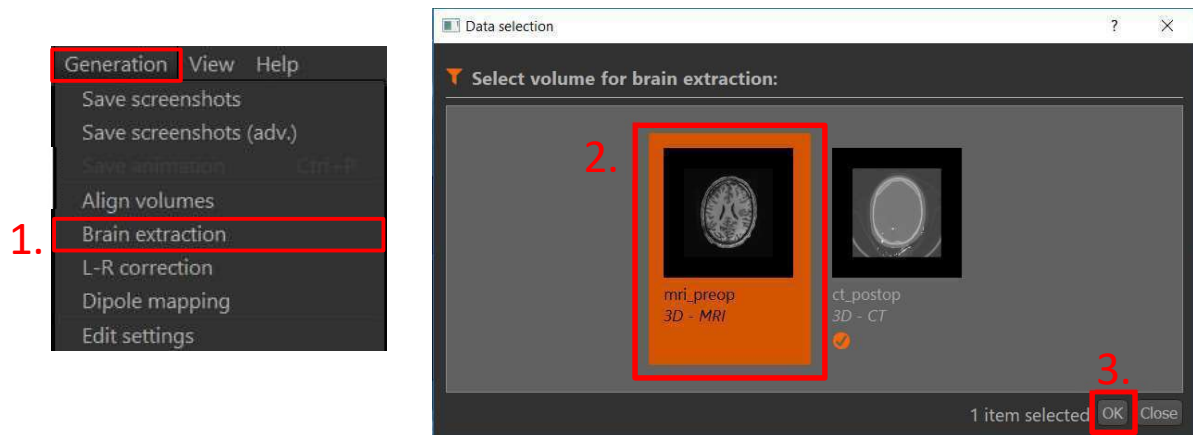 Generation View Help
Save screenshots
Save screenshots (adv.)
Save animation Ctrl+P
Align volumes
1. Brain extraction
L-R correction
Dipole mapping
Edit settings
Data selection ? ×
Select volume for brain extraction:
2.
mri_preop
3D - MRI
ct_postop
3D - CT
3.
1 item selected OK Close